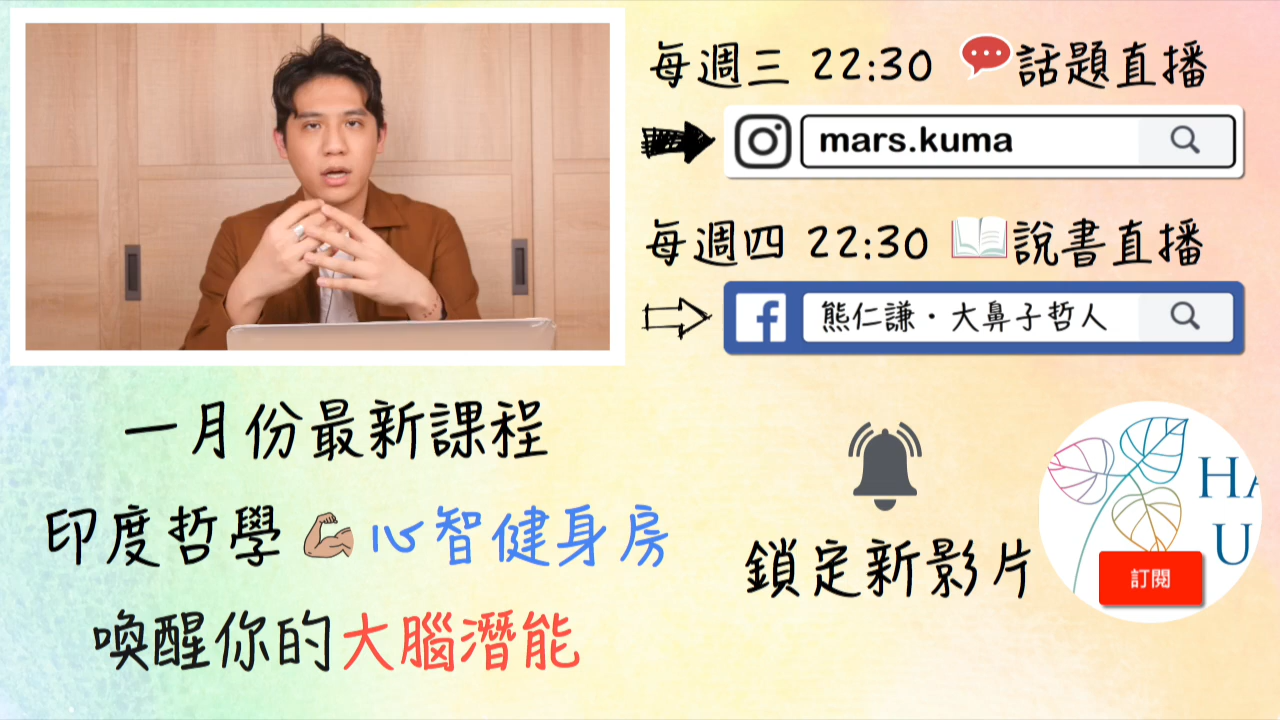 每週三 22:30 💬話題直播
mars.kuma
每週四 22:30 📖說書直播
熊仁謙・大鼻子哲人
一月份最新課程
印度哲學💪心智健身房
喚醒你的大腦潛能
鎖定新影片
訂閱